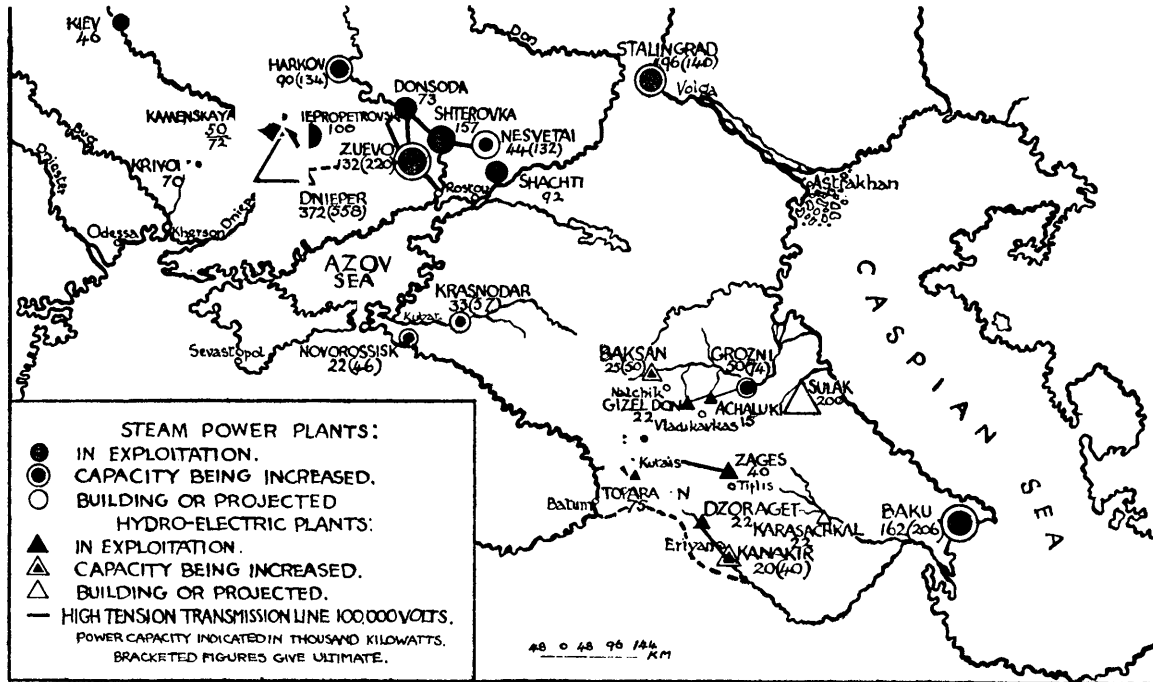 KIEV
46
HARKOV
90(134)
DONSODA
73
SHTEROVKA
157
NESVETAI
44(132)
KAMENSKAYA
50
72
IEPROPETROVSK
100
ZUEVO
132(220)
SHACHTI
92
KRIVOI
70
DNIEPER
372(558)
Rostov
Don
STALINGRAD
96(140)
Volga
Astrakhan
Bug
Dniester
Odessa
Kherson
Dniep
AZOV
SEA
Sevastopol
KRASNODAR
33(57)
Kuban
NOVOROSSISK
22(46)
CASPIAN SEA
BAKSAN
25(50)
GROZNI
50(74)
Nalchik
GIZELDON
22
ACHALUKI
15
Vladikavkas
SULAK
200
Kutais
ZAGES
40
Tiflis
Batum
TOPARA
75
N
DZORAGET
22
KARASACHKAL
22
Erivan
KANAKIR
20(40)
BAKU
162(206)
STEAM POWER PLANTS:
IN EXPLOITATION.
CAPACITY BEING INCREASED.
BUILDING OR PROJECTED
HYDRO-ELECTRIC PLANTS:
IN EXPLOITATION.
CAPACITY BEING INCREASED.
BUILDING OR PROJECTED.
HIGH TENSION TRANSMISSION LINE 100,000 VOLTS.
POWER CAPACITY INDICATED IN THOUSAND KILOWATTS.
BRACKETED FIGURES GIVE ULTIMATE.
48 0 48 96 144
KM